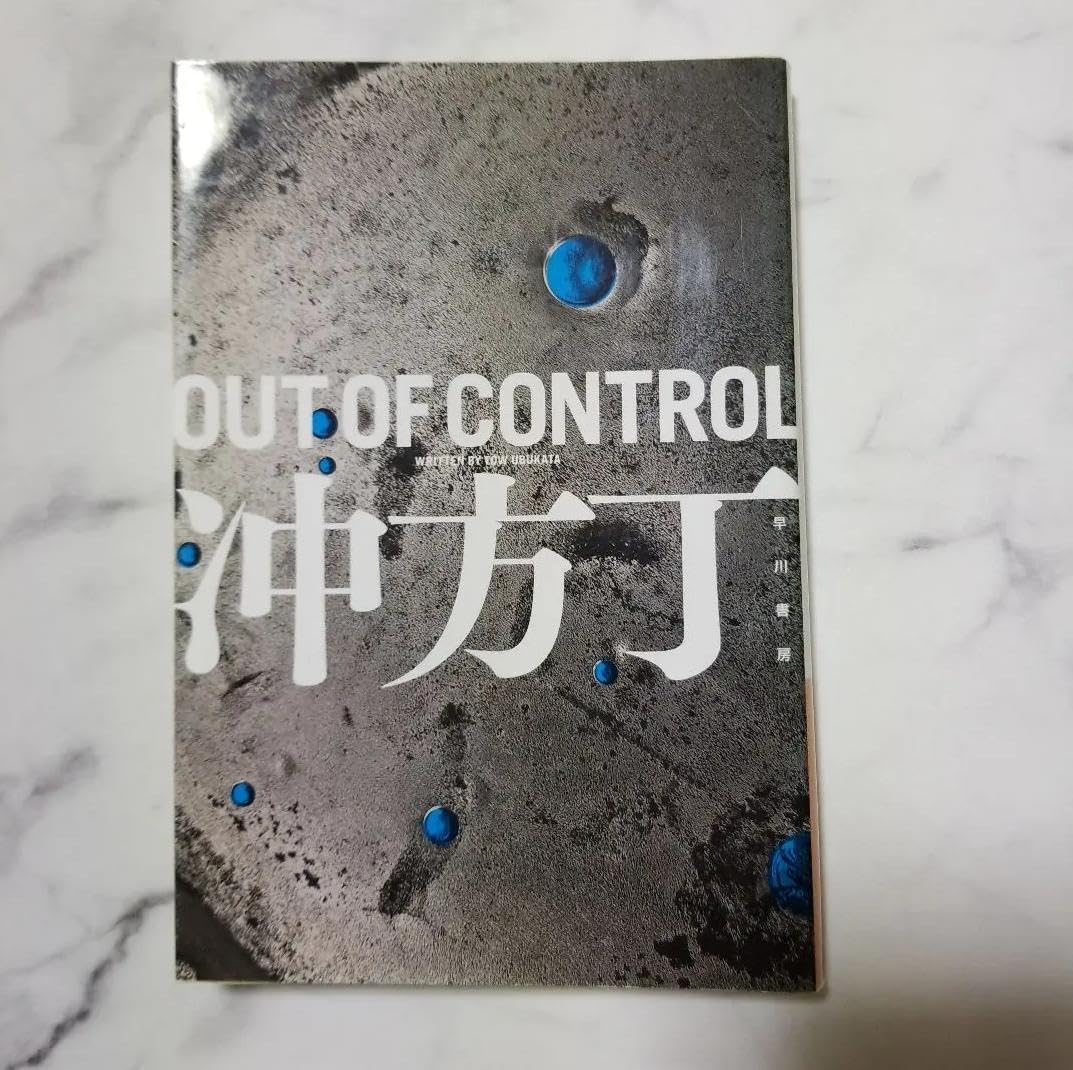 OUT OF CONTROL
WRITTEN BY TOW UBUKATA
冲方丁
早川書房